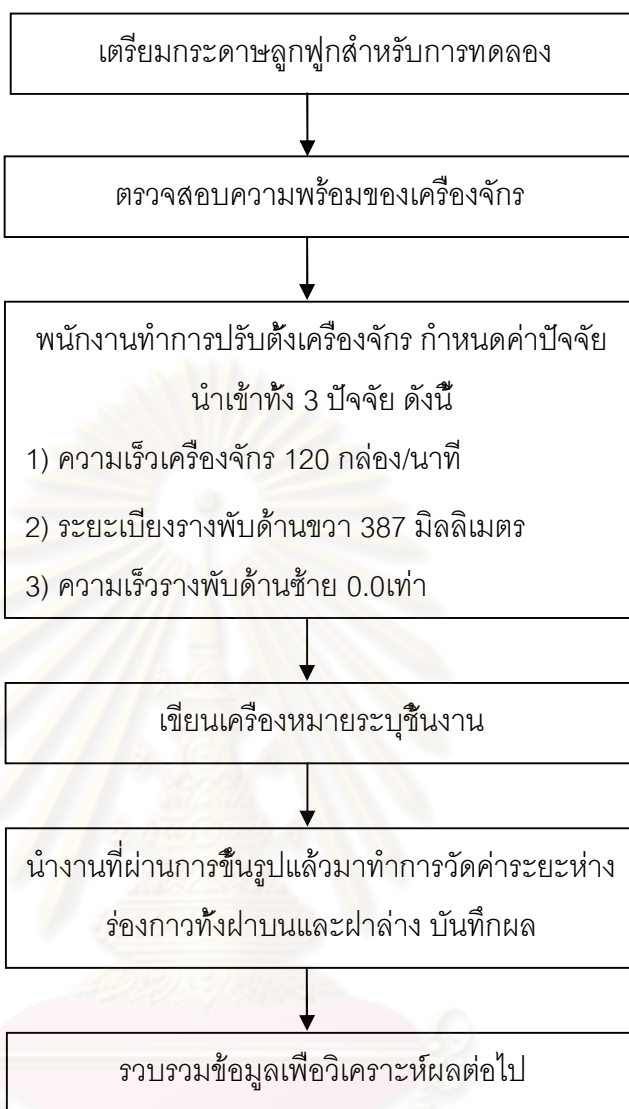 เตรียมกระดาษลูกฟูกสำหรับการทดลอง
ตรวจสอบความพร้อมของเครื่องจักร
พนักงานทำการปรับตั้งเครื่องจักร กำหนดค่าปัจจัย
นำเข้าทั้ง 3 ปัจจัย ดังนี้
1) ความเร็วเครื่องจักร 120 กล่อง/นาที
2) ระยะเบียงรางพับด้านขวา 387 มิลลิเมตร
3) ความเร็วรางพับด้านซ้าย 0.0เท่า
เขียนเครื่องหมายระบุชิ้นงาน
นำงานที่ผ่านการขึ้นรูปแล้วมาทำการวัดค่าระยะห่าง
ร่องกาวทั้งฝาบนและฝาล่าง บันทึกผล
รวบรวมข้อมูลเพื่อวิเคราะห์ผลต่อไป